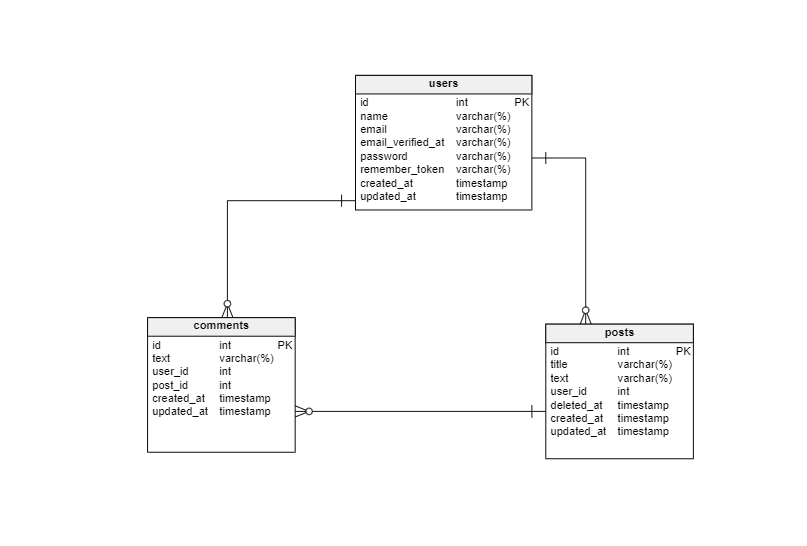 users
id int PK
name varchar(%)
email varchar(%)
email_verified_at varchar(%)
password varchar(%)
remember_token varchar(%)
created_at timestamp
updated_at timestamp
comments
id int PK
text varchar(%)
user_id int
post_id int
created_at timestamp
updated_at timestamp
posts
id int PK
title varchar(%)
text varchar(%)
user_id int
deleted_at timestamp
created_at timestamp
updated_at timestamp